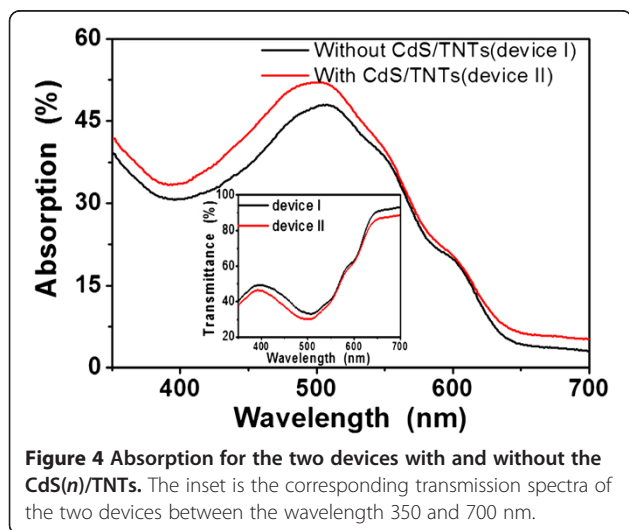 60
45
30
15
0
Absorption (%)
Without CdS/TNTs(device I)
With CdS/TNTs(device II)
100
80
60
40
20
Transmittance (%)
device I
device II
400 500 600 700
Wavelength (nm)
400 500 600 700
Wavelength (nm)
Figure 4 Absorption for the two devices with and without the
CdS(n)/TNTs. The inset is the corresponding transmission spectra of
the two devices between the wavelength 350 and 700 nm.